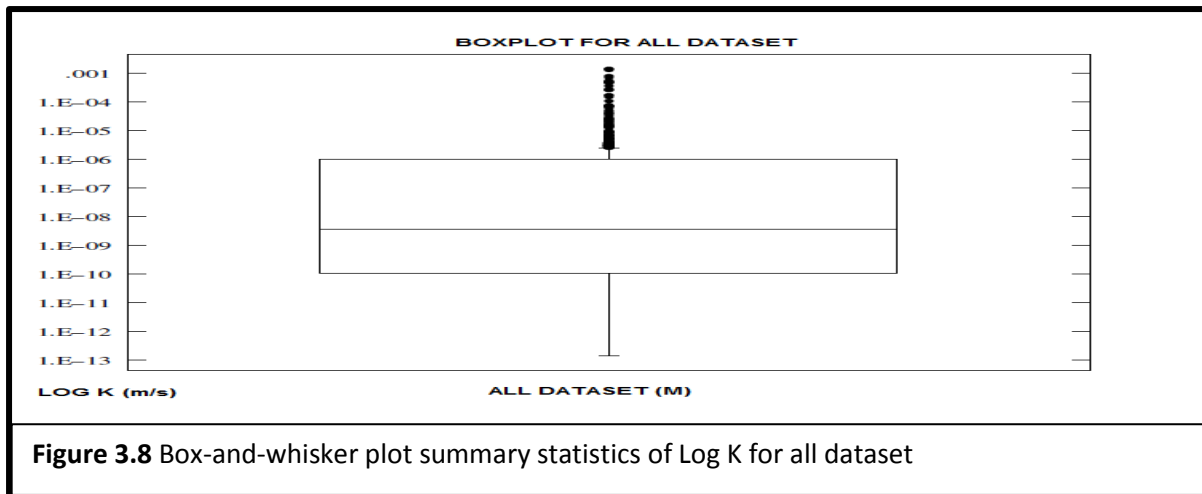 BOXPLOT FOR ALL DATASET
.001
1.E−04
1.E−05
1.E−06
1.E−07
1.E−08
1.E−09
1.E−10
1.E−11
1.E−12
1.E−13
LOG K (m/s) ALL DATASET (M)
Figure 3.8 Box-and-whisker plot summary statistics of Log K for all dataset